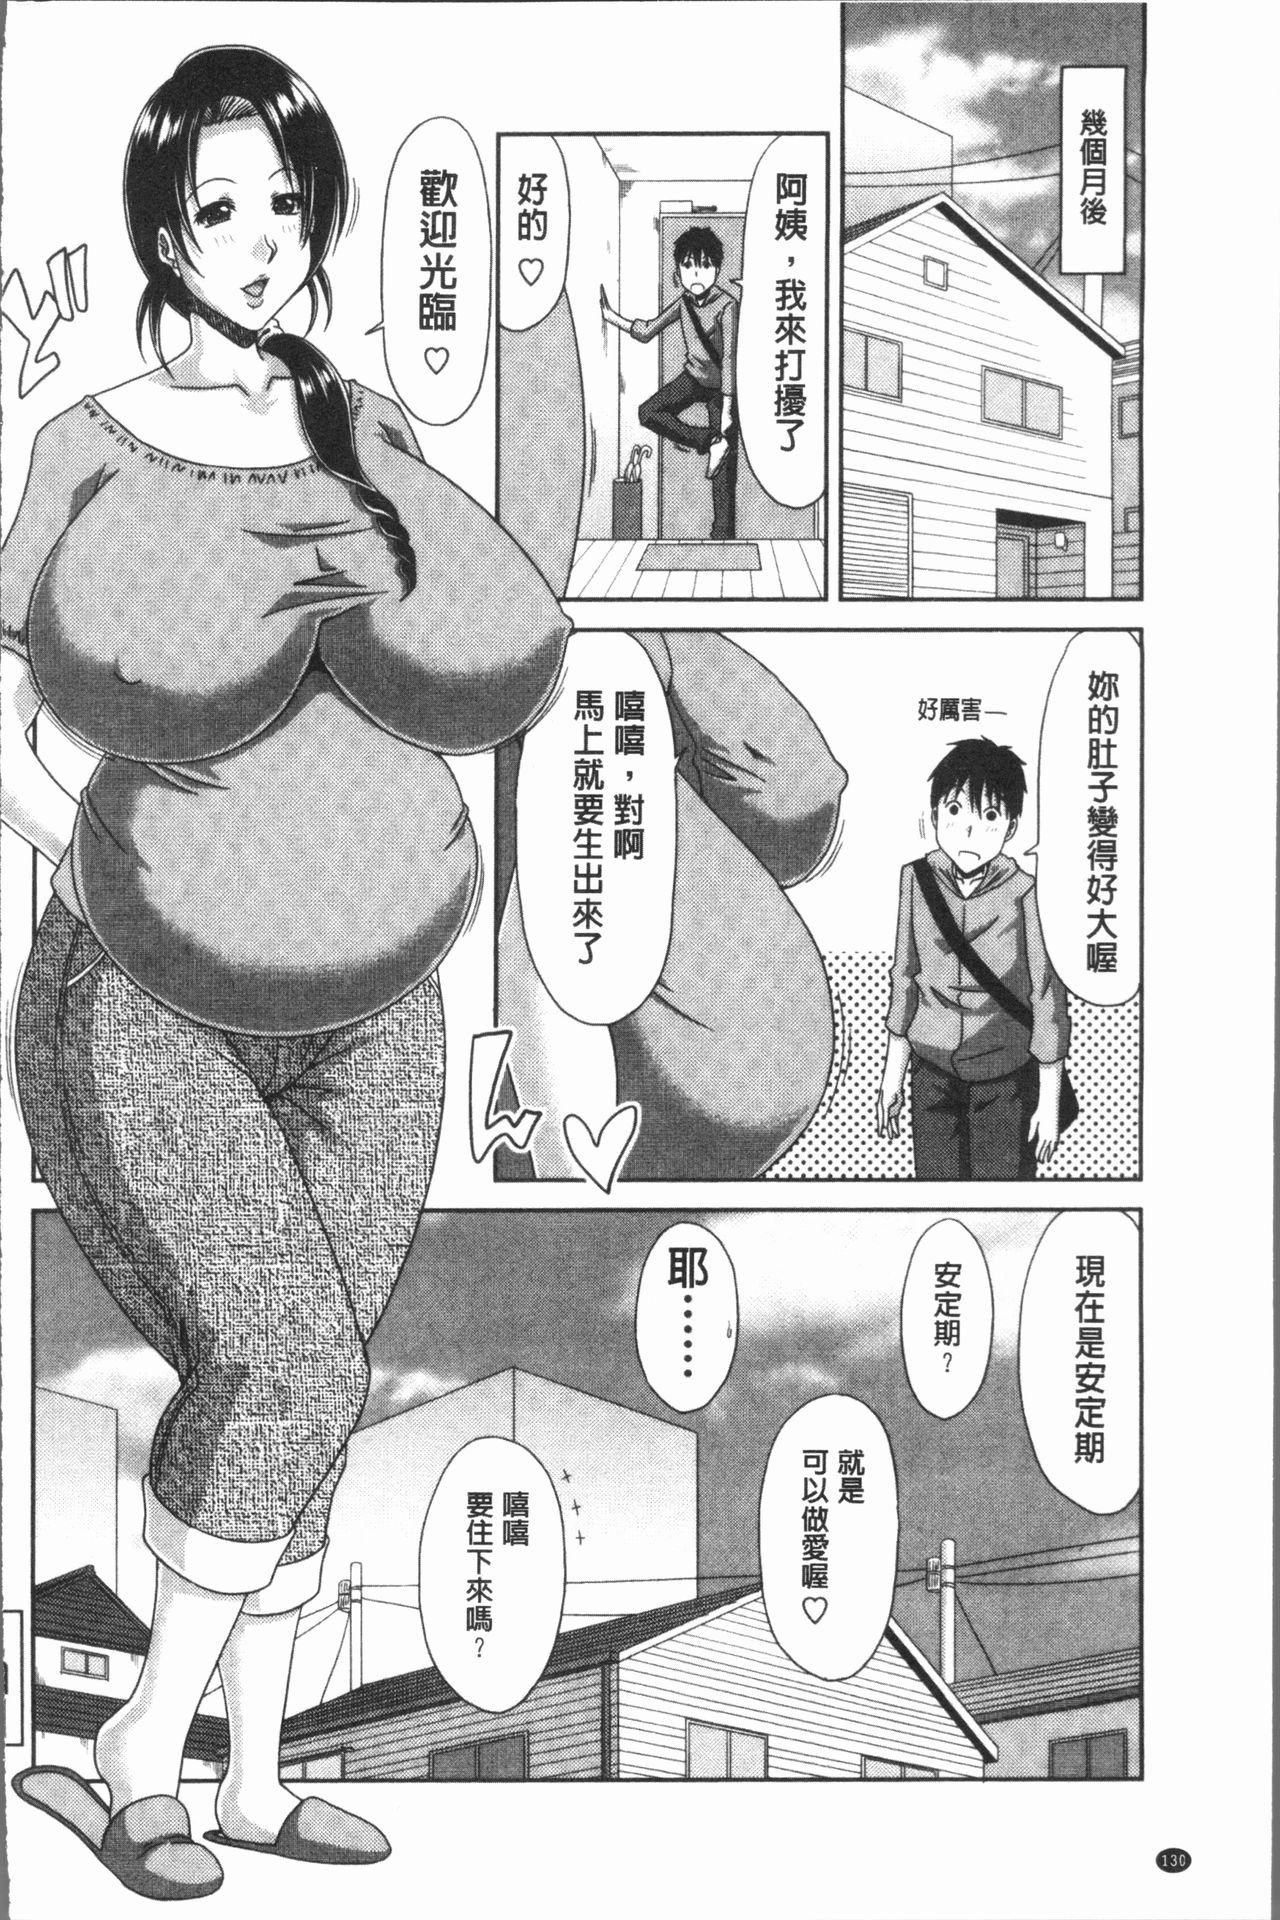 幾個月後
阿姨，我來打擾了
好的♡
歡迎光臨♡
ど
ど
妳的肚子變得好大喔
好厲害—
嘻嘻，對啊
馬上就要生出來了
現在是安定期
安定期？
就是
可以做愛喔♡
耶……
嘻嘻
要住下來嗎？
130